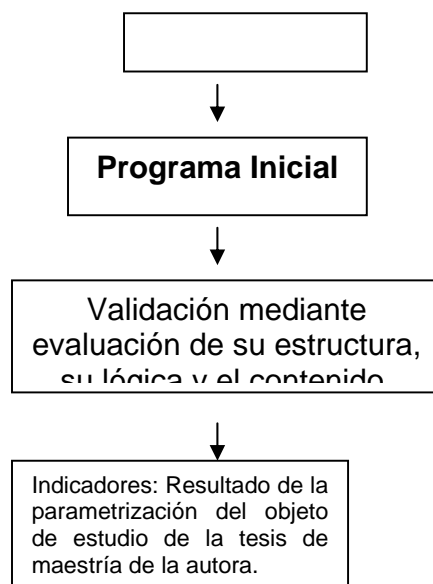 Programa Inicial
Validación mediante
evaluación de su estructura,
su lógica y el contenido
Indicadores: Resultado de la
parametrización del objeto
de estudio de la tesis de
maestría de la autora.